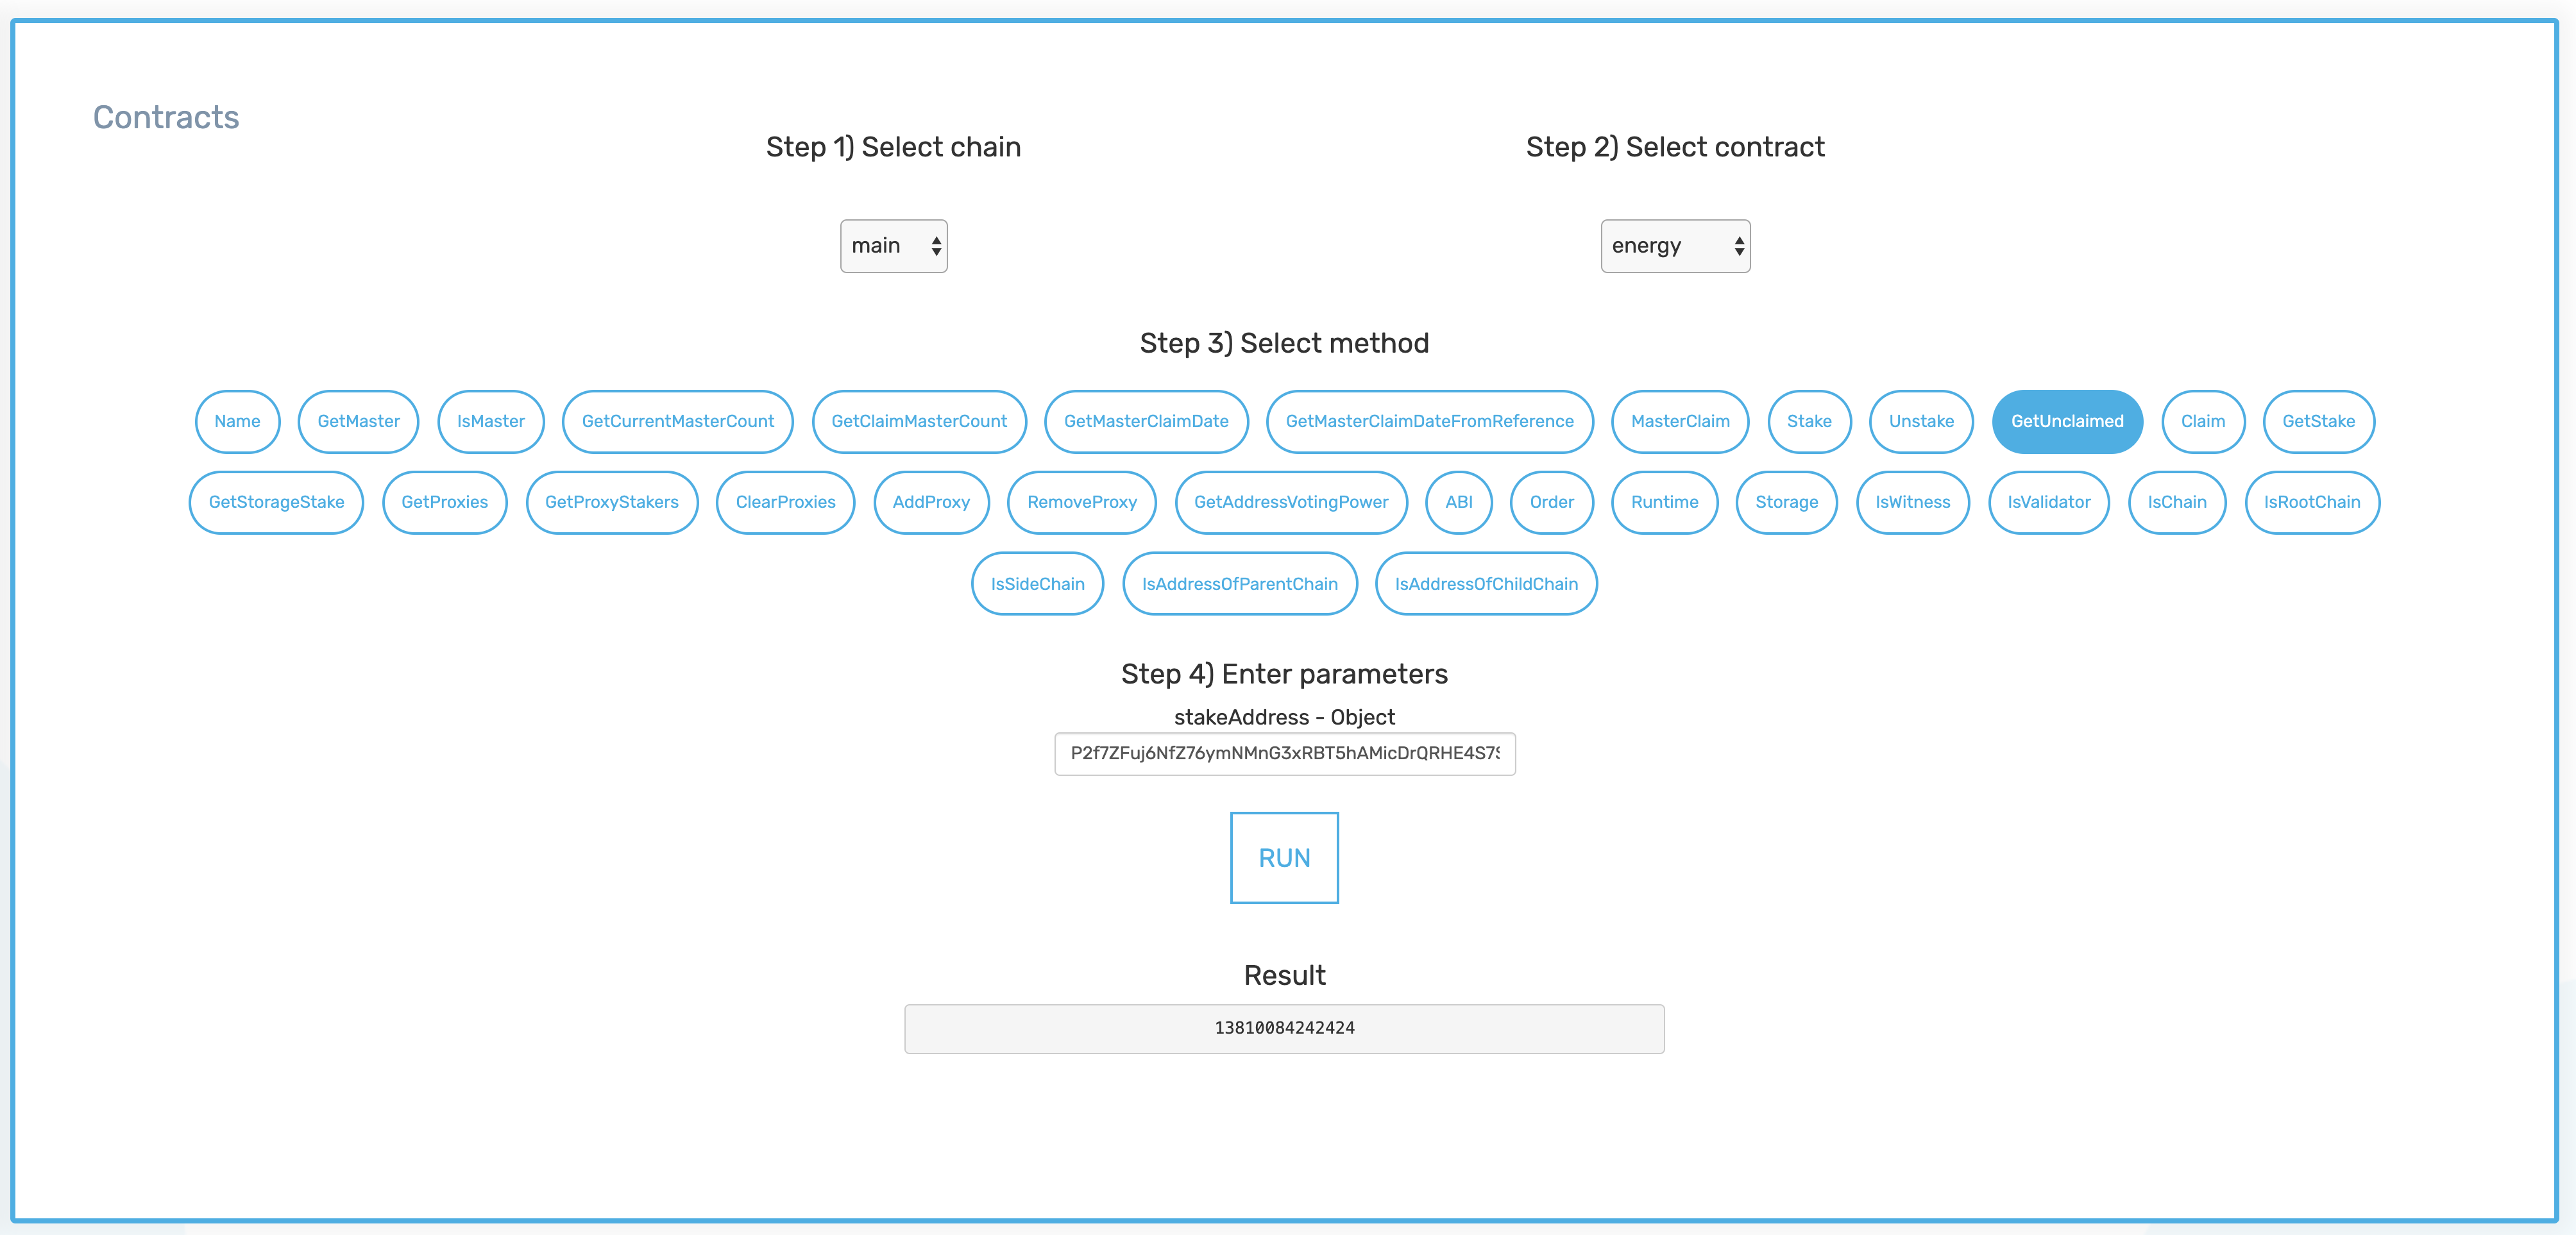 Contracts
Step 1) Select chain
Step 2) Select contract
main
energy
Step 3) Select method
Name GetMaster IsMaster GetCurrentMasterCount GetClaimMasterCount GetMasterClaimDate GetMasterClaimDateFromReference MasterClaim Stake Unstake GetUnclaimed Claim GetStake
GetStorageStake GetProxies GetProxyStakers ClearProxies AddProxy RemoveProxy GetAddressVotingPower ABI Order Runtime Storage IsWitness IsValidator IsChain IsRootChain
IsSideChain IsAddressOfParentChain IsAddressOfChildChain
Step 4) Enter parameters
stakeAddress - Object
P2f7ZFuj6NfZ76ymNMnG3xRBT5hAMicDrQRHE4S7S
RUN
Result
13810084242424